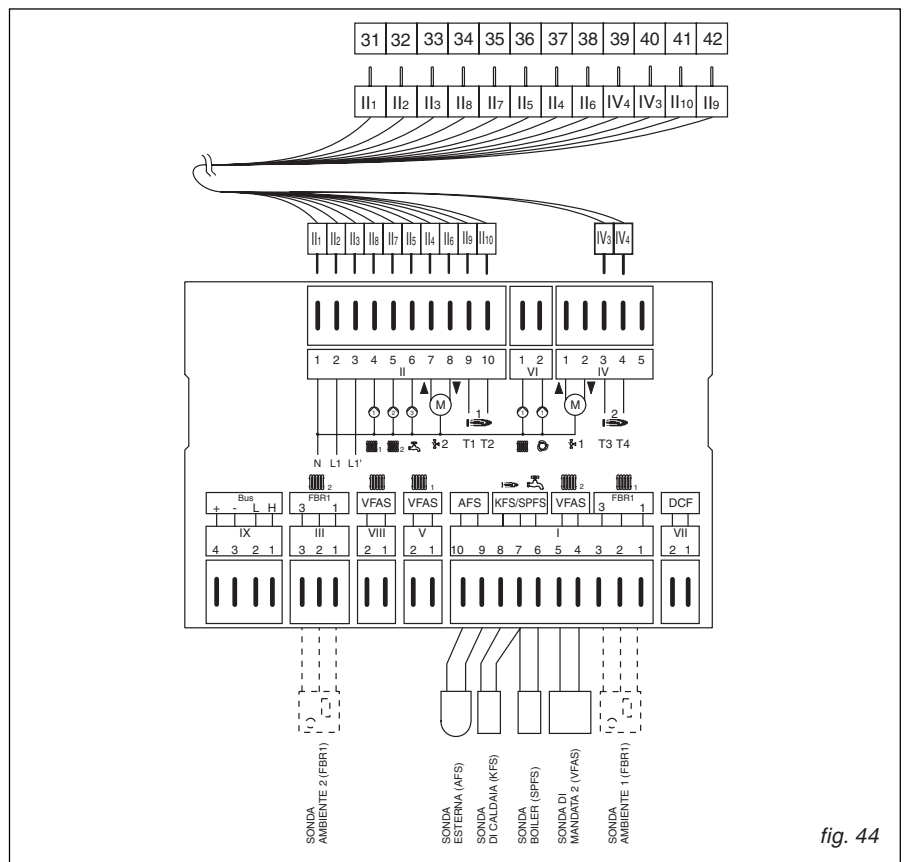 31 32 33 34 35 36 37 38 39 40 41 42
II1 II2 II3 II8 II7 II5 II4 II6 IV4 IV3 II10 II9
II1 II2 II3 II8 II7 II5 II4 II6 II9 II10 IV3 IV4
1 2 3 4 5 6 7 8 9 10 1 2 1 2 3 4 5
II VI IV
1 2 3 M 1 1 1 M 2
1 2 2 T1 T2 1 T3 T4
N L1 L1'
2 1 2 1
Bus FBR1 VFAS VFAS AFS KFS/SPFS VFAS FBR1 DCF
+ - L H 3 1 3 1
IX III VIII V I VII
4 3 2 1 3 2 1 2 1 2 1 10 9 8 7 6 5 4 3 2 1 2 1
SONDA
AMBIENTE 2 (FBR1)
SONDA
ESTERNA (AFS)
SONDA
DI CALDAIA (KFS)
SONDA
BOILER (SPFS)
SONDA DI
MANDATA 2 (VFAS)
SONDA
AMBIENTE 1 (FBR1)
fig. 44